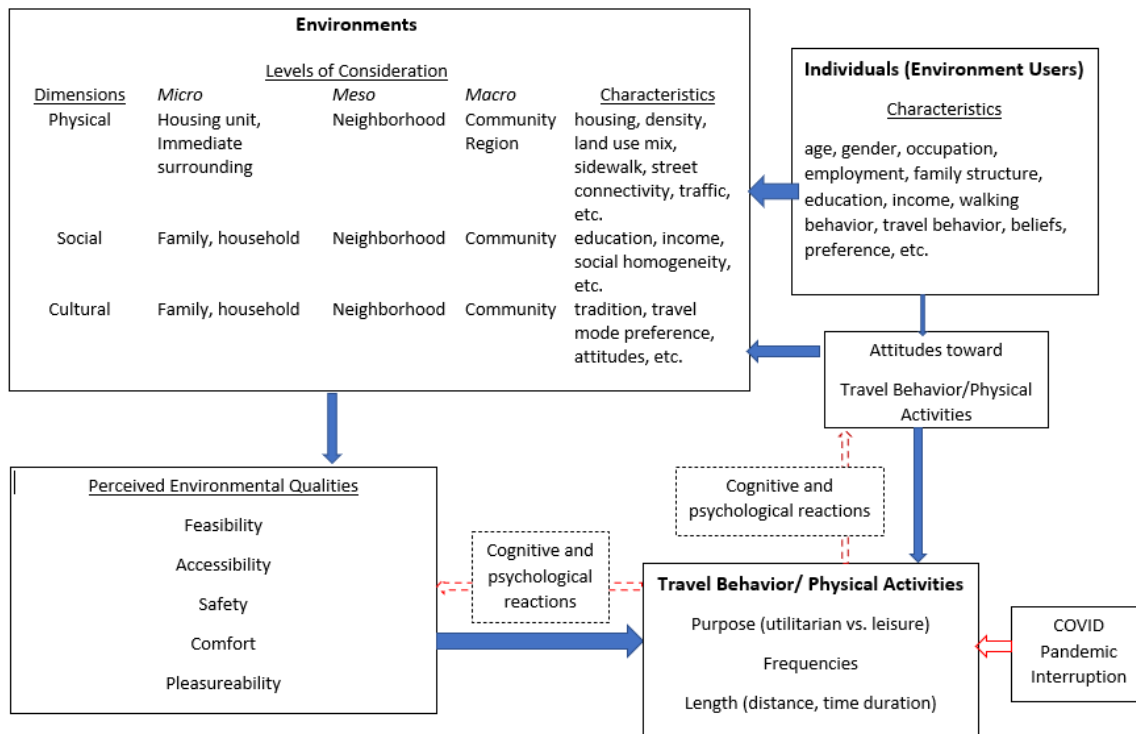 Environments
Levels of Consideration
Dimensions Micro Meso Macro Characteristics
Physical Housing unit, Neighborhood Community housing, density,
Immediate Region land use mix,
surrounding sidewalk, street
connectivity, traffic,
etc.
Social Family, household Neighborhood Community education, income,
social homogeneity,
etc.
Cultural Family, household Neighborhood Community tradition, travel
mode preference,
attitudes, etc.
Individuals (Environment Users)
Characteristics
age, gender, occupation,
employment, family structure,
education, income, walking
behavior, travel behavior, beliefs,
preference, etc.
Attitudes toward
Travel Behavior/Physical
Activities
Perceived Environmental Qualities
Feasibility
Accessibility
Safety
Comfort
Pleasureability
Cognitive and
psychological
reactions
Cognitive and
psychological reactions
Travel Behavior/ Physical Activities
Purpose (utilitarian vs. leisure)
Frequencies
Length (distance, time duration)
COVID
Pandemic
Interruption